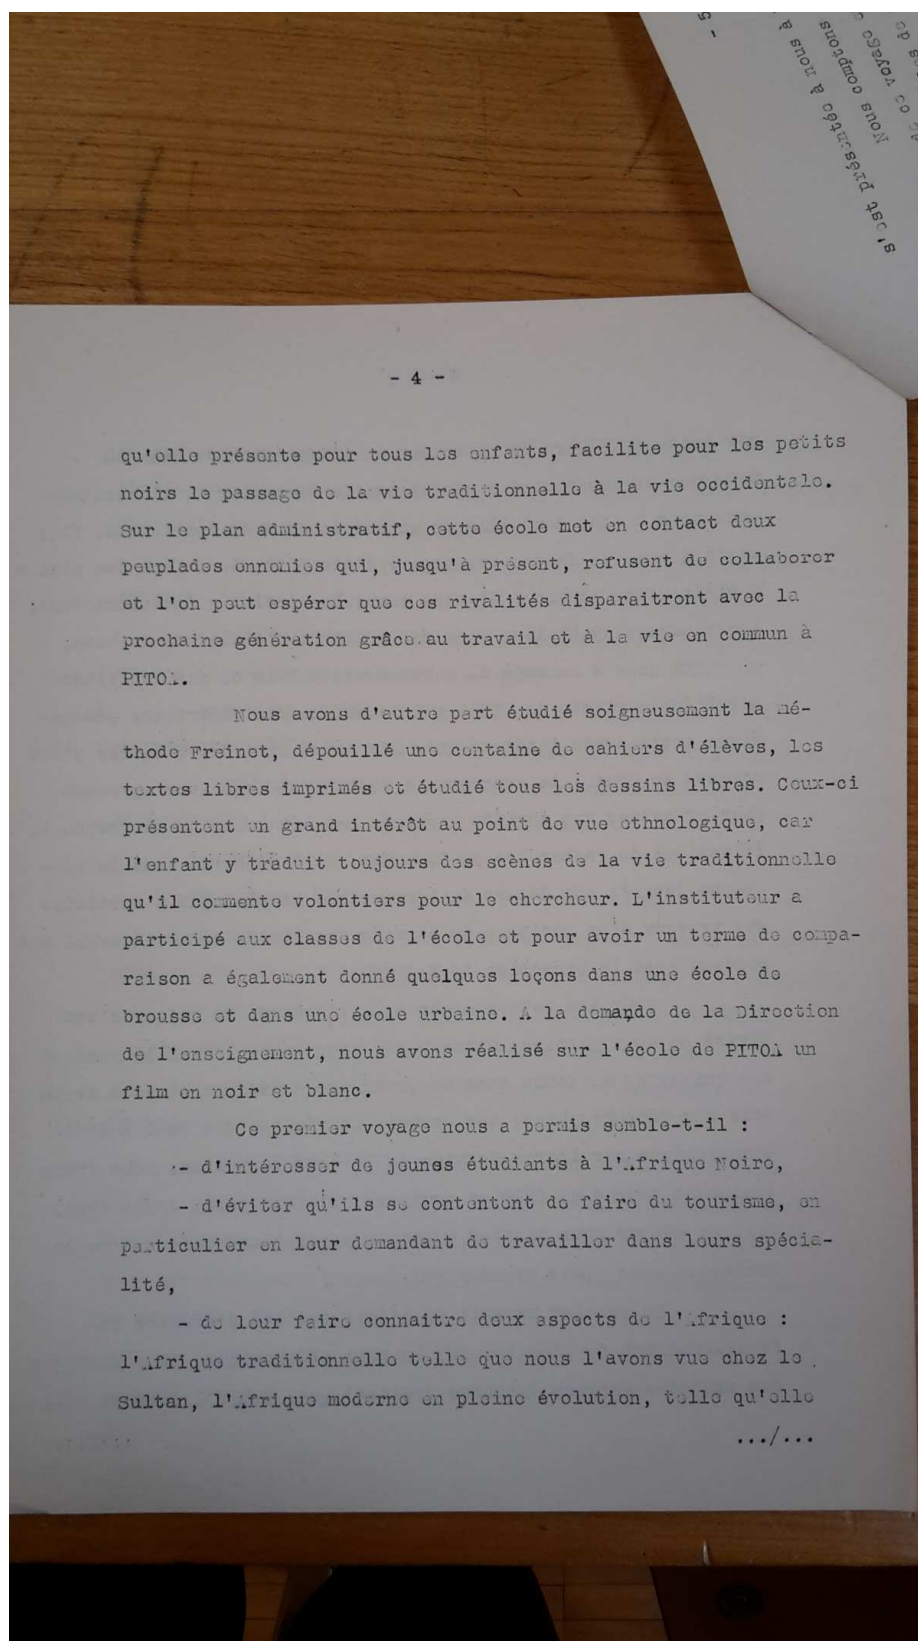 - 5
s'est présentée à nous à
Nous comptons
de ce voyage
- 4 -
qu'elle présente pour tous les enfants, facilite pour les petits
noirs le passage de la vie traditionnelle à la vie occidentale.
Sur le plan administratif, cette école met en contact deux
peuplades ennemies qui, jusqu'à présent, refusent de collaborer
et l'on peut espérer que ces rivalités disparaitront avec la
prochaine génération grâce au travail et à la vie en commun à
PITOA.
Nous avons d'autre part étudié soigneusement la mé-
thode Freinet, dépouillé une centaine de cahiers d'élèves, les
textes libres imprimés et étudié tous les dessins libres. Ceux-ci
présentent un grand intérêt au point de vue ethnologique, car
l'enfant y traduit toujours des scènes de la vie traditionnelle
qu'il commente volontiers pour le chercheur. L'instituteur a
participé aux classes de l'école et pour avoir un terme de compa-
raison a également donné quelques leçons dans une école de
brousse et dans une école urbaine. A la demande de la Direction
de l'enseignement, nous avons réalisé sur l'école de PITOA un
film en noir et blanc.
Ce premier voyage nous a permis semble-t-il :
- d'intéresser de jeunes étudiants à l'Afrique Noire,
- d'éviter qu'ils se contentent de faire du tourisme, en
particulier en leur demandant de travailler dans leurs spécia-
lité,
- de leur faire connaitre deux aspects de l'Afrique :
l'Afrique traditionnelle telle que nous l'avons vue chez le
Sultan, l'Afrique moderne en pleine évolution, telle qu'elle
.../...